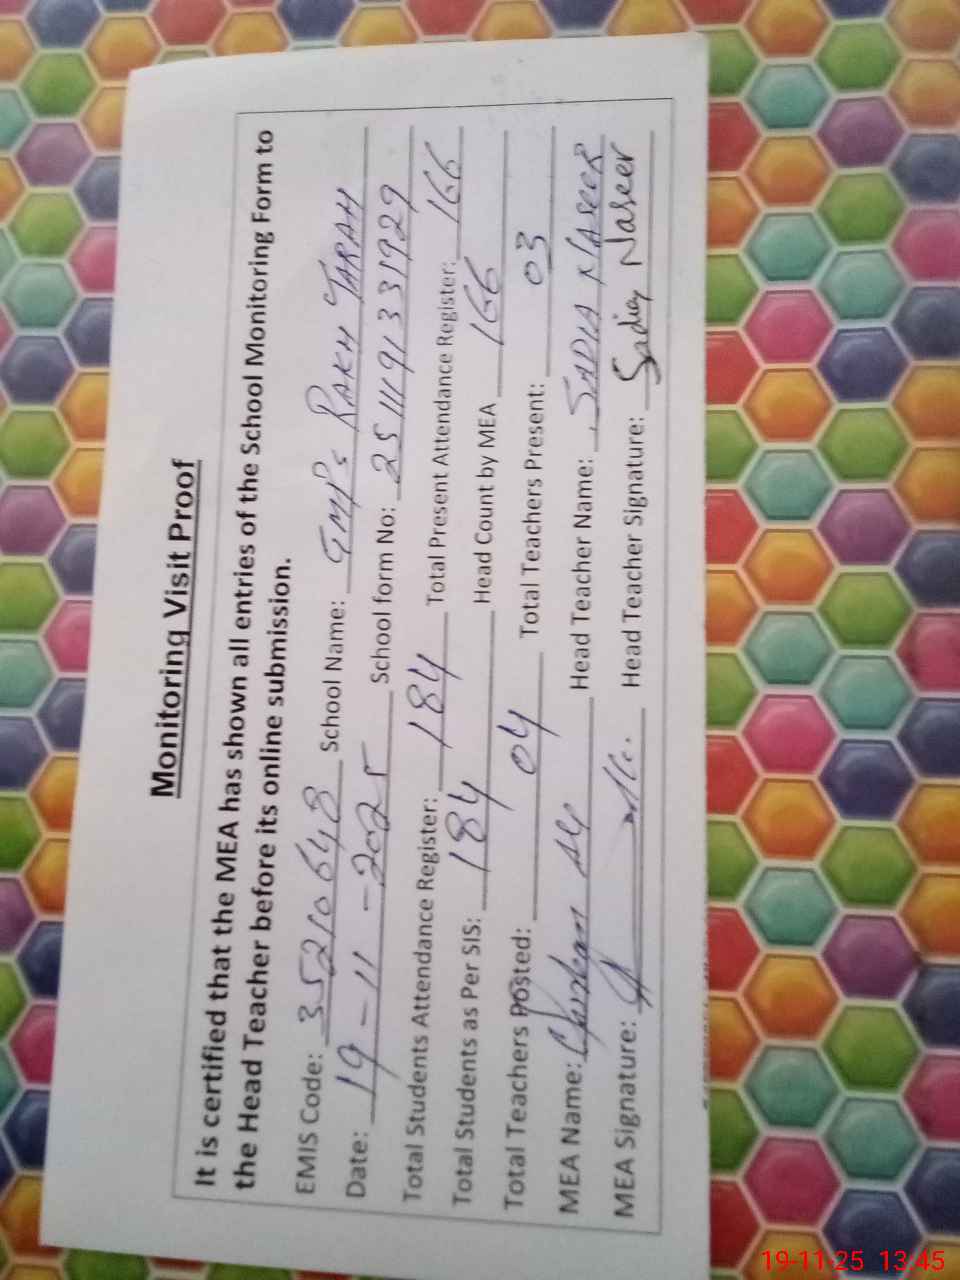 Monitoring Visit Proof
It is certified that the MEA has shown all entries of the School Monitoring Form to
the Head Teacher before its online submission.
EMIS Code: 35210648 School Name: GMPS RAKH TARAH
Date: 19-11-2025 School form No: 2511191331929
Total Students Attendance Register: 184 Total Present Attendance Register: 166
Total Students as Per SIS: 184 Head Count by MEA 166
Total Teachers Posted: 04 Total Teachers Present: 03
MEA Name: Head Teacher Name: SADIA NASEER
MEA Signature: Head Teacher Signature: Sadia Naseer
19-11-25 13:45